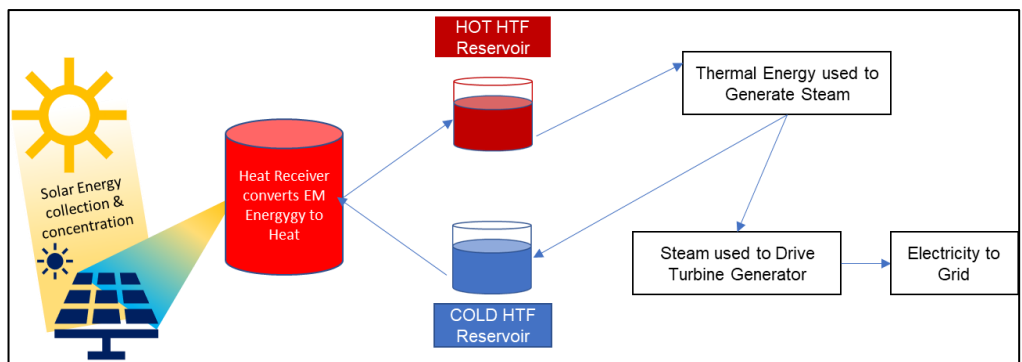 Solar Energy
collection &
concentration
Heat Receiver
converts EM
Energygy to
Heat
HOT HTF
Reservoir
COLD HTF
Reservoir
Thermal Energy used to
Generate Steam
Steam used to Drive
Turbine Generator
Electricity to
Grid